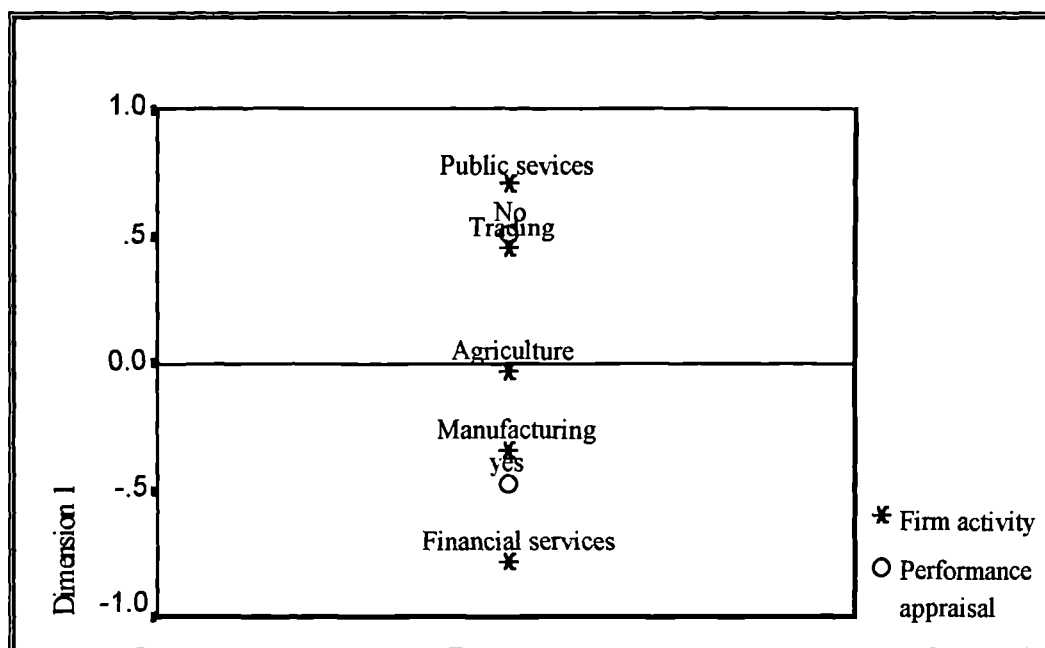 1.0
Public sevices
No
Trading
.5
Agriculture
0.0
Manufacturing
yes
-.5
Financial services
-1.0
Dimension 1
Firm activity
Performance
appraisal